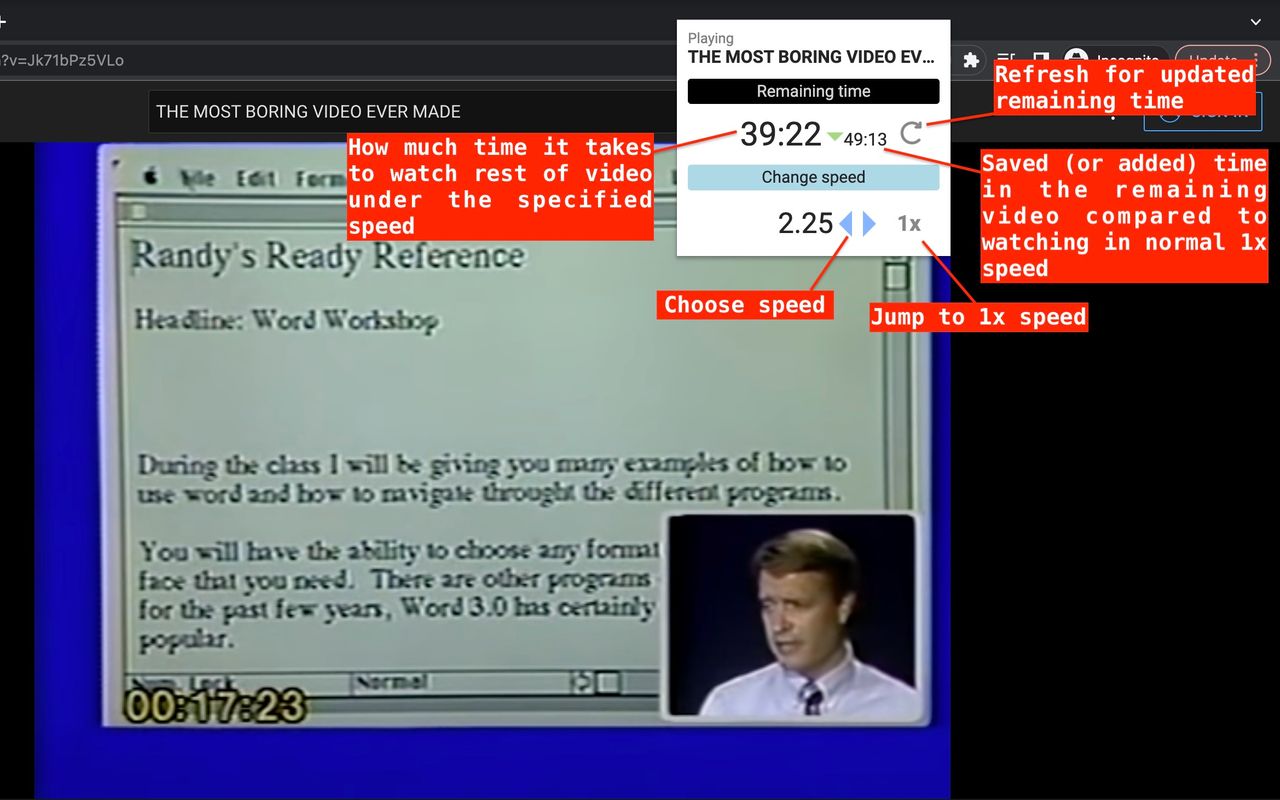 ?v=Jk71bPz5VLo
Incognito
Update
THE MOST BORING VIDEO EVER MADE
SIGN IN
Playing
THE MOST BORING VIDEO EV...
Remaining time
39:22
49:13
Change speed
2.25
1x
Refresh for updated
remaining time
How much time it takes
to watch rest of video
under the specified
speed
Saved (or added) time
in the remaining
video compared to
watching in normal 1x
speed
Choose speed
Jump to 1x speed
File Edit Form
Randy's Ready Reference
Headline: Word Workshop
During the class I will be giving you many examples of how to
use word and how to navigate throught the different programs.
You will have the ability to choose any format
face that you need. There are other programs
for the past few years, Word 3.0 has certainly
popular.
Num. Lock
Normal
00:17:23